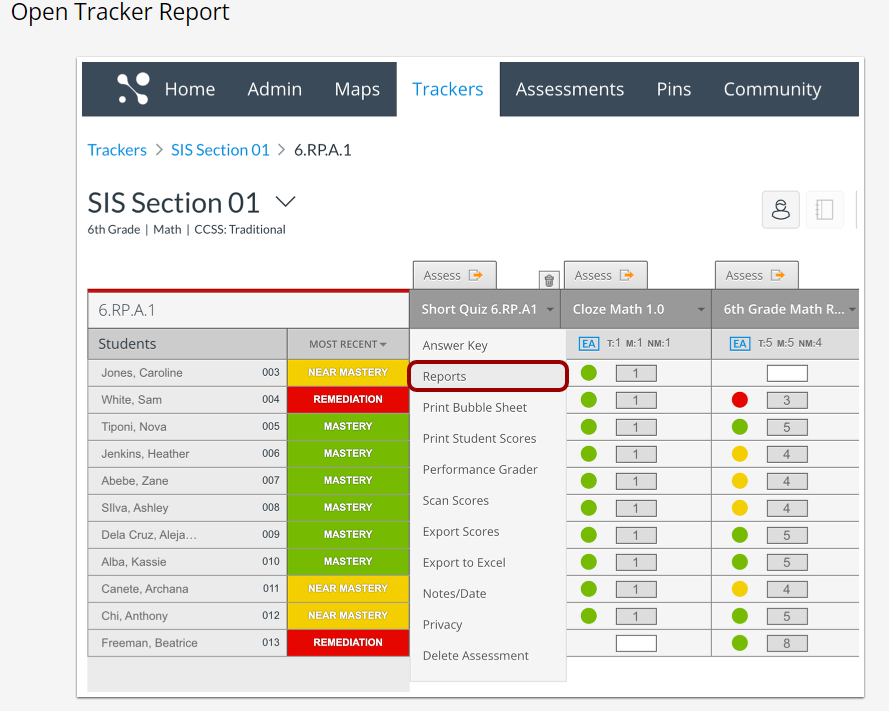 Open Tracker Report
Home Admin Maps Trackers Assessments Pins Community
Trackers > SIS Section 01 > 6.RP.A.1
SIS Section 01
6th Grade | Math | CCSS: Traditional
Assess Assess Assess
6.RP.A.1 Short Quiz 6.RP.A1 Cloze Math 1.0 6th Grade Math R...
Students MOST RECENT Answer Key EA T:1 M:1 NM:1 EA T:5 M:5 NM:4
Jones, Caroline 003 NEAR MASTERY Reports 1
White, Sam 004 REMEDIATION Print Bubble Sheet 1 3
Tiponi, Nova 005 MASTERY Print Student Scores 1 5
Jenkins, Heather 006 MASTERY Performance Grader 1 4
Abebe, Zane 007 MASTERY Scan Scores 1 4
SIlva, Ashley 008 MASTERY Export Scores 1 4
Dela Cruz, Aleja... 009 MASTERY Export to Excel 1 5
Alba, Kassie 010 MASTERY Notes/Date 1 5
Canete, Archana 011 NEAR MASTERY Privacy 1 4
Chi, Anthony 012 NEAR MASTERY Delete Assessment 1 5
Freeman, Beatrice 013 REMEDIATION 8